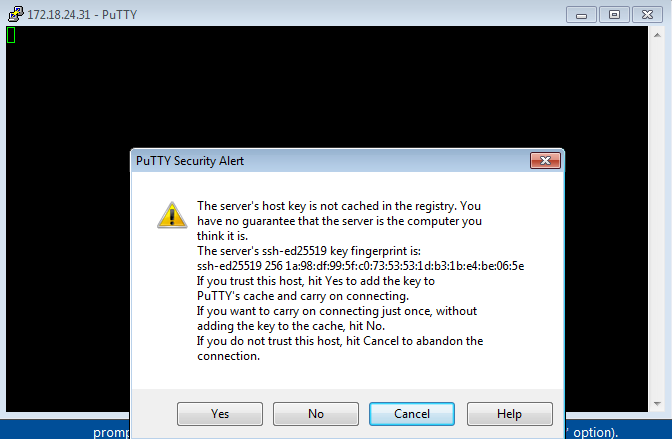 172.18.24.31 - PuTTY
PuTTY Security Alert
The server's host key is not cached in the registry. You
have no guarantee that the server is the computer you
think it is.
The server's ssh-ed25519 key fingerprint is:
ssh-ed25519 256 1a:98:df:99:5f:c0:73:53:53:1d:b3:1b:e4:be:06:5e
If you trust this host, hit Yes to add the key to
PuTTY's cache and carry on connecting.
If you want to carry on connecting just once, without
adding the key to the cache, hit No.
If you do not trust this host, hit Cancel to abandon the
connection.
Yes No Cancel Help
option).